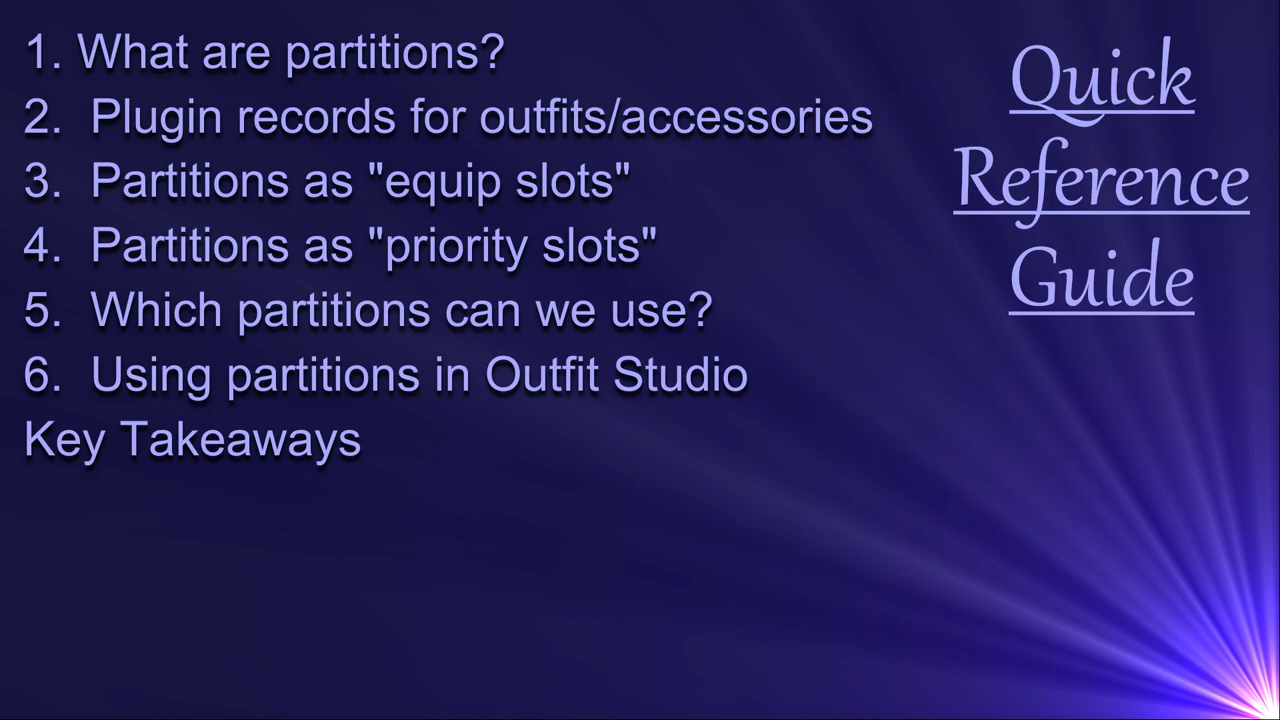 1. What are partitions?
2. Plugin records for outfits/accessories
3. Partitions as "equip slots"
4. Partitions as "priority slots"
5. Which partitions can we use?
6. Using partitions in Outfit Studio
Key Takeaways
Quick
Reference
Guide